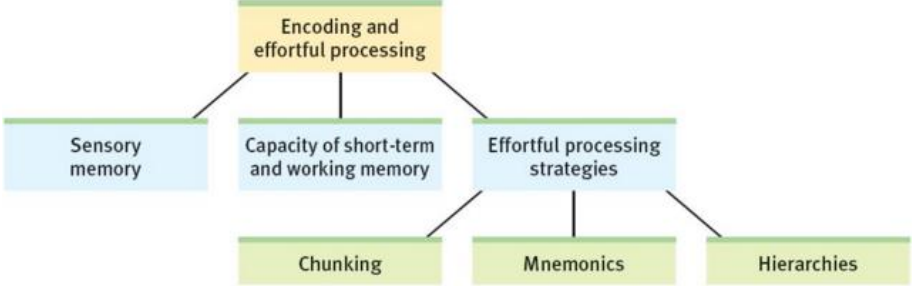 Encoding and
effortful processing
Sensory
memory
Capacity of short-term
and working memory
Effortful processing
strategies
Chunking
Mnemonics
Hierarchies